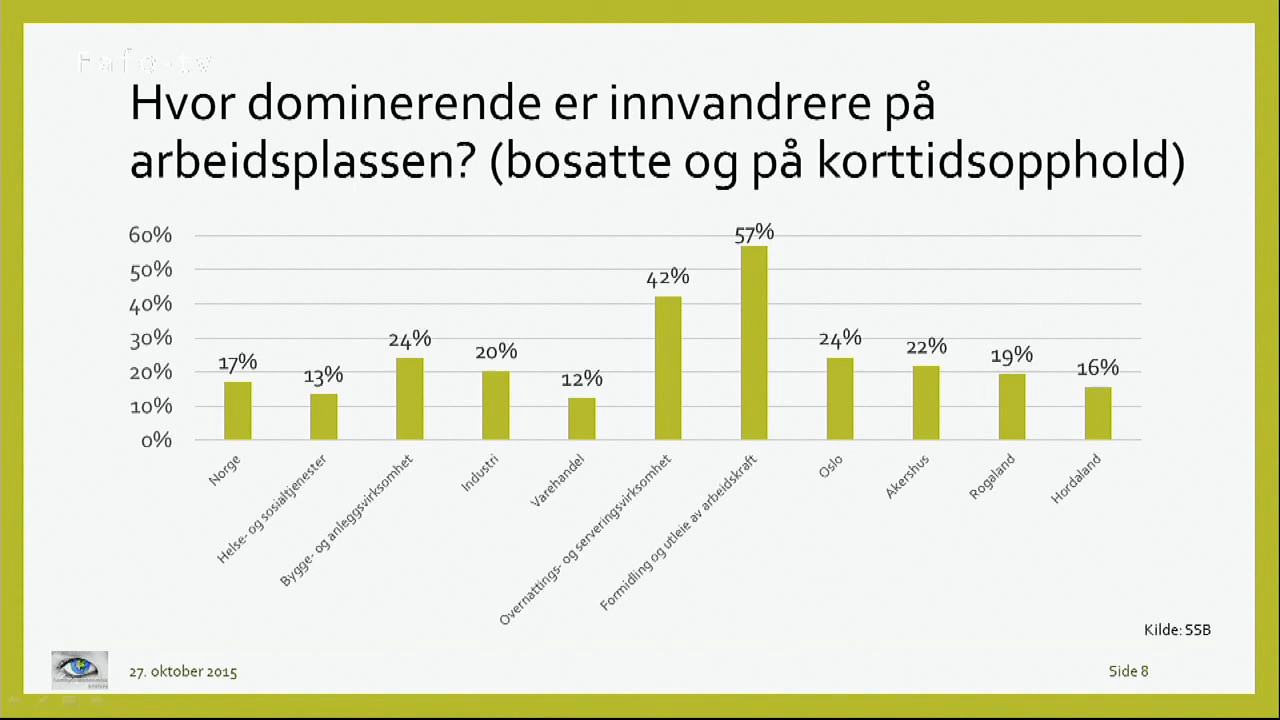 Fafo-tv
Hvor dominerende er innvandrere på
arbeidsplassen? (bosatte og på korttidsopphold)
60%
50%
40%
30%
20%
10%
0%
17%
13%
24%
20%
12%
42%
57%
24%
22%
19%
16%
Norge
Helse- og sosialtjenester
Bygge- og anleggsvirksomhet
Industri
Varehandel
Overnattings- og serveringsvirksomhet
Formidling og utleie av arbeidskraft
Oslo
Akershus
Rogaland
Hordaland
Kilde: SSB
27. oktober 2015
Side 8